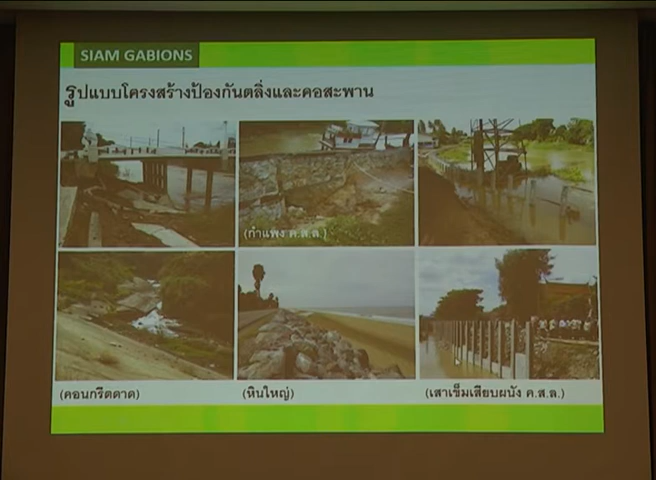 SIAM GABIONS
รูปแบบโครงสร้างป้องกันตลิ่งและคอสะพาน
(กำแพง ค.ส.ล.)
(คอนกรีตดาด)
(หินใหญ่)
(เสาเข็มเสียบผนัง ค.ส.ล.)